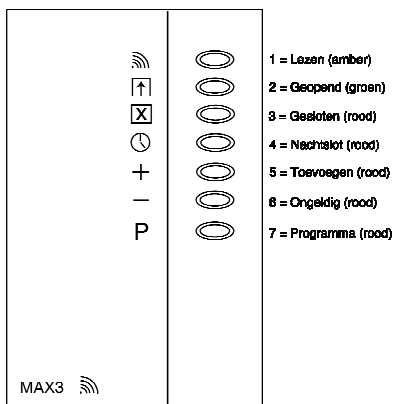 1 = Lezen (amber)
2 = Geopend (groen)
X 3 = Gesloten (rood)
4 = Nachtslot (rood)
+ 5 = Toevoegen (rood)
− 6 = Ongeldig (rood)
P 7 = Programma (rood)
MAX3